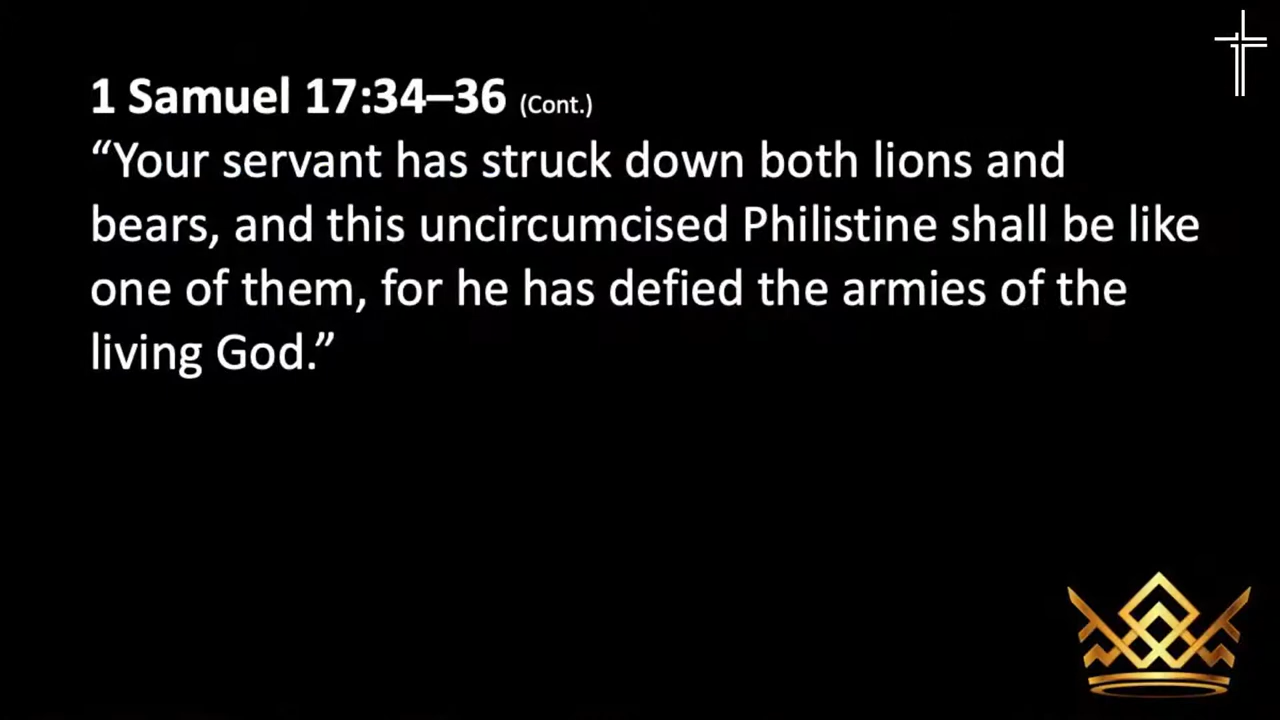 1 Samuel 17:34–36 (Cont.)
“Your servant has struck down both lions and
bears, and this uncircumcised Philistine shall be like
one of them, for he has defied the armies of the
living God.”